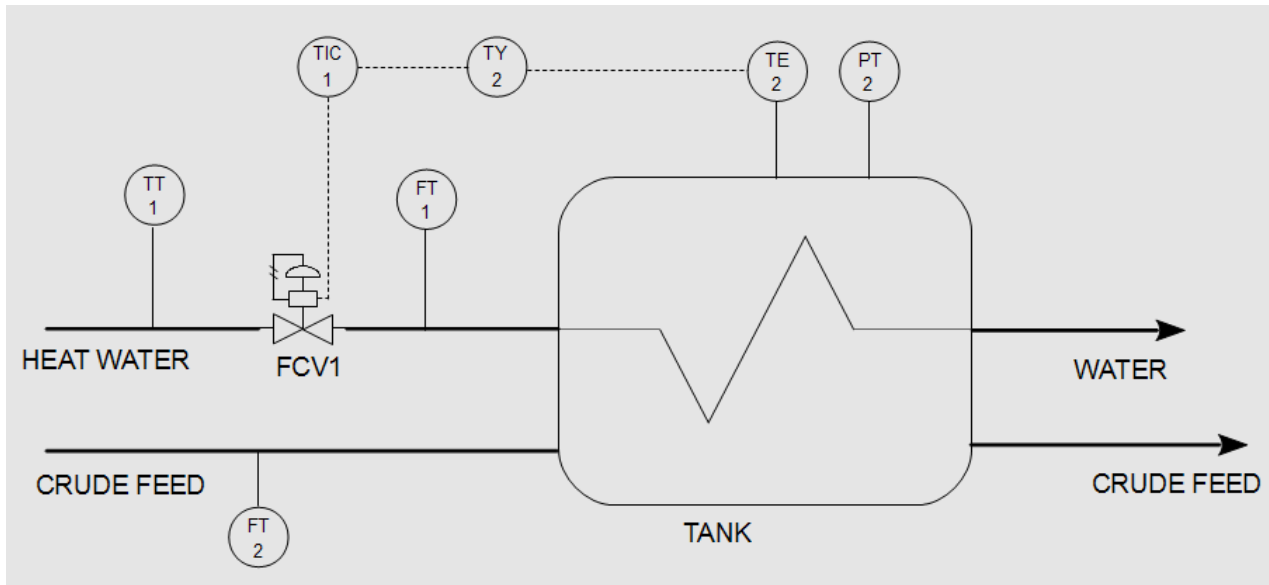 TIC
1
TY
2
TE
2
PT
2
TT
1
FT
1
HEAT WATER
FCV1
WATER
CRUDE FEED
CRUDE FEED
FT
2
TANK